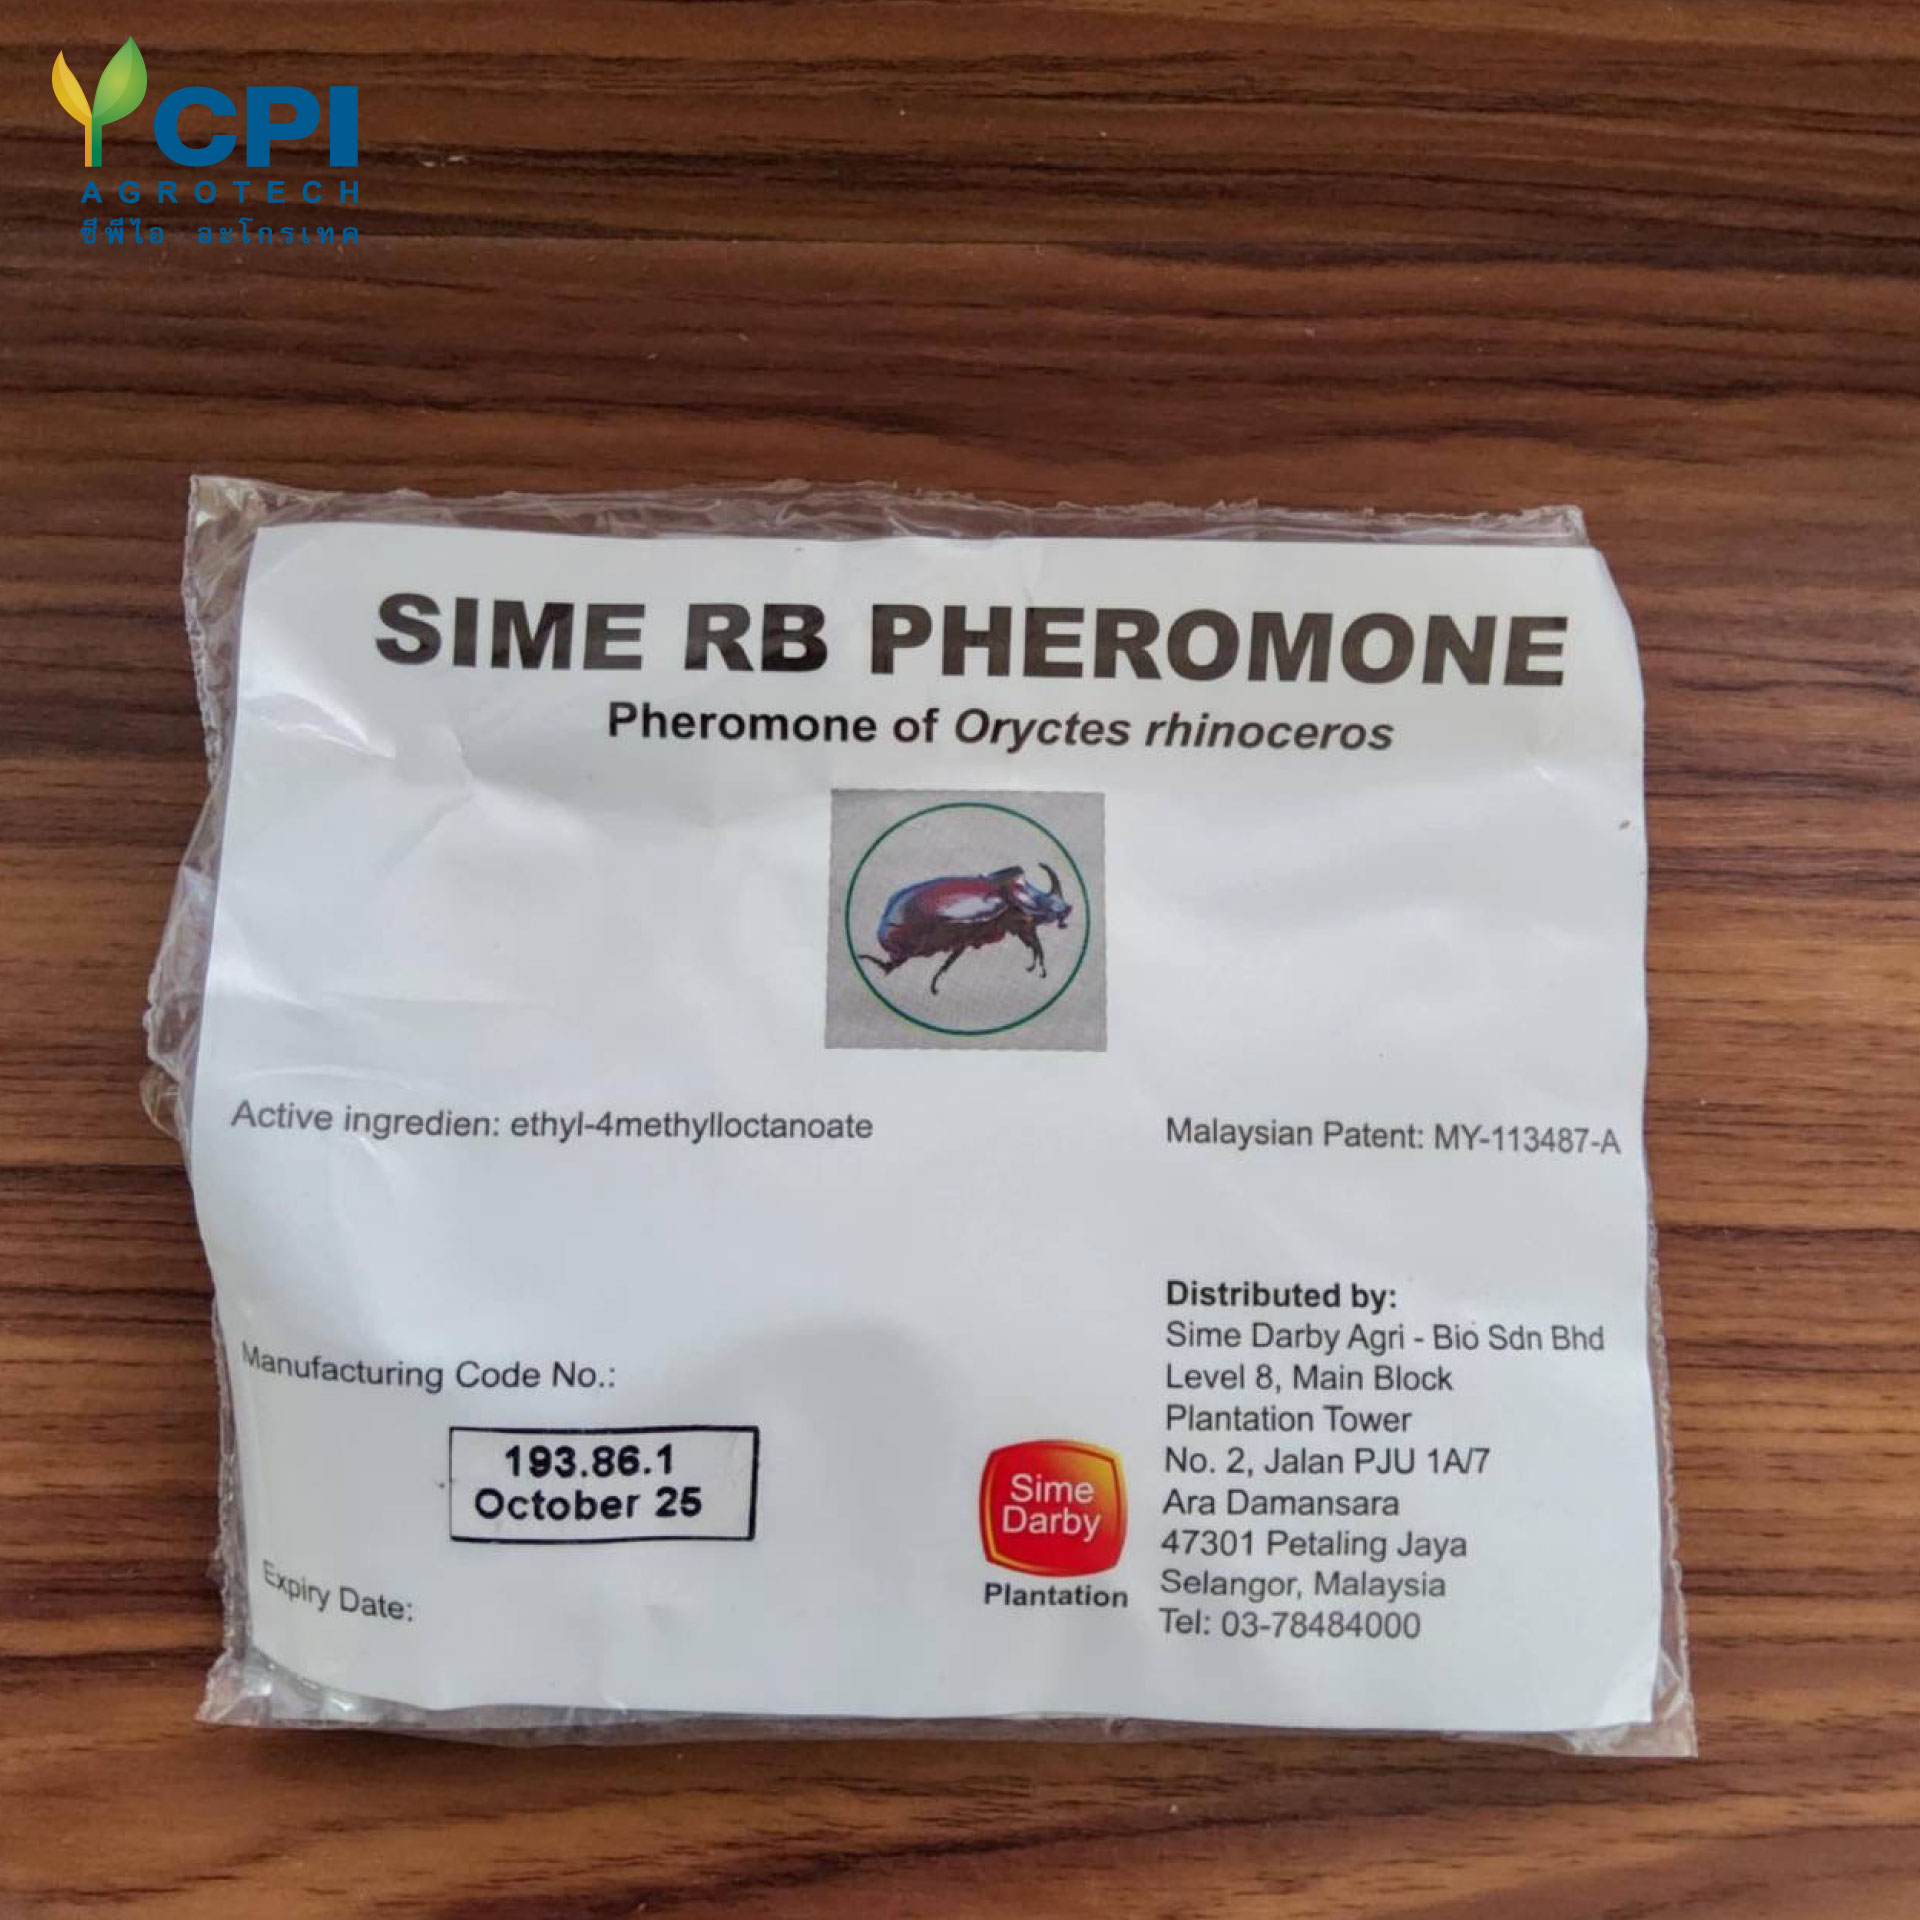 CPI
AGROTECH
ซีพีไอ อะโกรเทค
SIME RB PHEROMONE
Pheromone of Oryctes rhinoceros
Active ingredien: ethyl-4methylloctanoate
Malaysian Patent: MY-113487-A
Manufacturing Code No.:
193.86.1
October 25
Expiry Date:
Sime
Darby
Plantation
Distributed by:
Sime Darby Agri - Bio Sdn Bhd
Level 8, Main Block
Plantation Tower
No. 2, Jalan PJU 1A/7
Ara Damansara
47301 Petaling Jaya
Selangor, Malaysia
Tel: 03-78484000